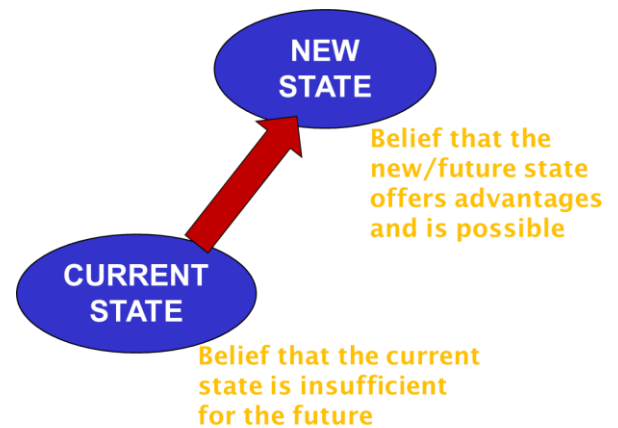 NEW
STATE
Belief that the
new/future state
offers advantages
and is possible
CURRENT
STATE
Belief that the current
state is insufficient
for the future